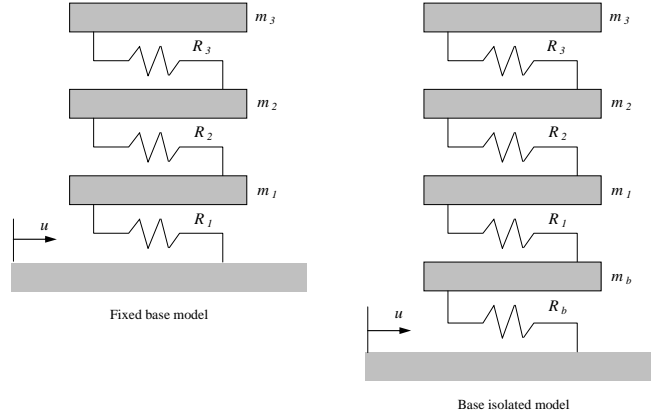 m3
R3
m2
R2
m1
R1
u
Fixed base model
m3
R3
m2
R2
m1
R1
mb
Rb
u
Base isolated model